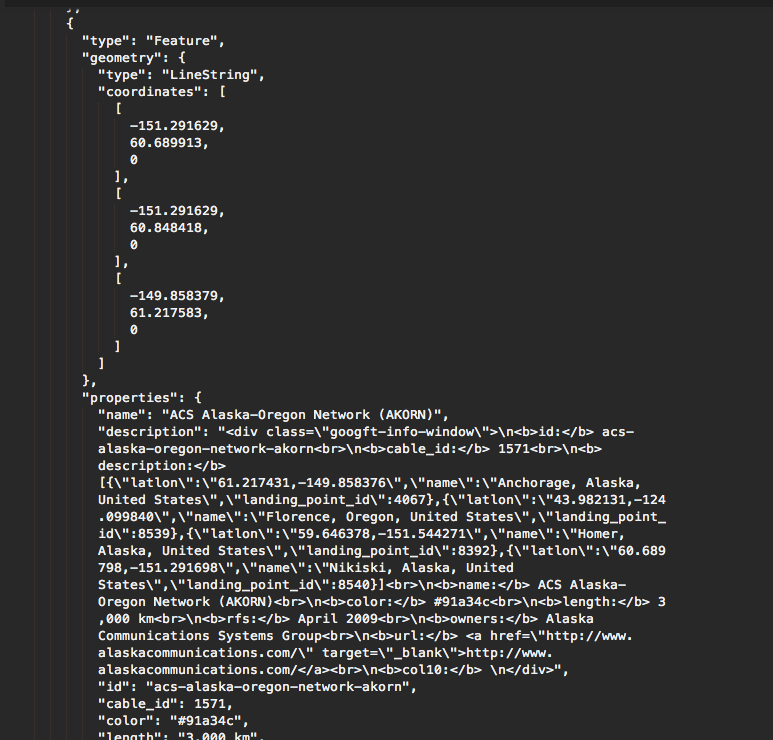 },
{
"type": "Feature",
"geometry": {
"type": "LineString",
"coordinates": [
[
-151.291629,
60.689913,
0
],
[
-151.291629,
60.848418,
0
],
[
-149.858379,
61.217583,
0
]
]
},
"properties": {
"name": "ACS Alaska-Oregon Network (AKORN)",
"description": "<div class=\"googft-info-window\">\n<b>id:</b> acs-
alaska-oregon-network-akorn<br>\n<b>cable_id:</b> 1571<br>\n<b>
description:</b>
[{\"latlon\":\"61.217431,-149.858376\",\"name\":\"Anchorage, Alaska,
United States\",\"landing_point_id\":4067},{\"latlon\":\"43.982131,-124
.099840\",\"name\":\"Florence, Oregon, United States\",\"landing_point_
id\":8539},{\"latlon\":\"59.646378,-151.544271\",\"name\":\"Homer,
Alaska, United States\",\"landing_point_id\":8392},{\"latlon\":\"60.689
798,-151.291698\",\"name\":\"Nikiski, Alaska, United
States\",\"landing_point_id\":8540}]<br>\n<b>name:</b> ACS Alaska-
Oregon Network (AKORN)<br>\n<b>color:</b> #91a34c<br>\n<b>length:</b> 3
,000 km<br>\n<b>rfs:</b> April 2009<br>\n<b>owners:</b> Alaska
Communications Systems Group<br>\n<b>url:</b> <a href=\"http://www.
alaskacommunications.com/\" target=\"_blank\">http://www.
alaskacommunications.com/</a><br>\n<b>col10:</b> \n</div>",
"id": "acs-alaska-oregon-network-akorn",
"cable_id": 1571,
"color": "#91a34c",
"length": "3,000 km",